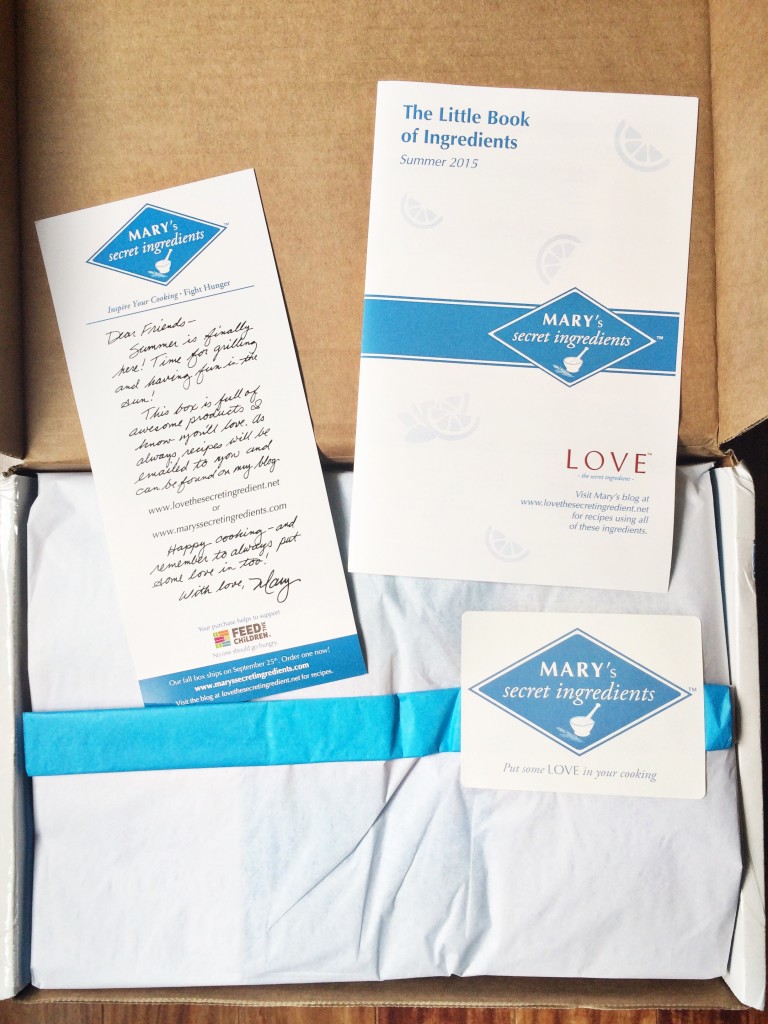 MARY's
secret ingredients™
Inspire Your Cooking - Fight Hunger
Dear Friends-
Summer is finally
here! Time for grilling
and having fun in the
sun!
This box is full of
awesome products I
know you'll love. As
always recipes will be
emailed to you and
can be found on my blog.
www.lovethesecretingredient.net
or
www.maryssecretingredients.com
Happy cooking - and
remember to always put
some love in too!
With love, Mary
Your purchase helps to support
FEED THE
CHILDREN™
No one should go hungry.
Our fall box ships on September 25th. Order one now!
www.maryssecretingredients.com
Visit the blog at lovethesecretingredient.net for recipes.
The Little Book
of Ingredients
Summer 2015
MARY's
secret ingredients™
LOVE™
- the secret ingredient -
Visit Mary's blog at
www.lovethesecretingredient.net
for recipes using all
of these ingredients.
MARY's
secret ingredients™
Put some LOVE in your cooking